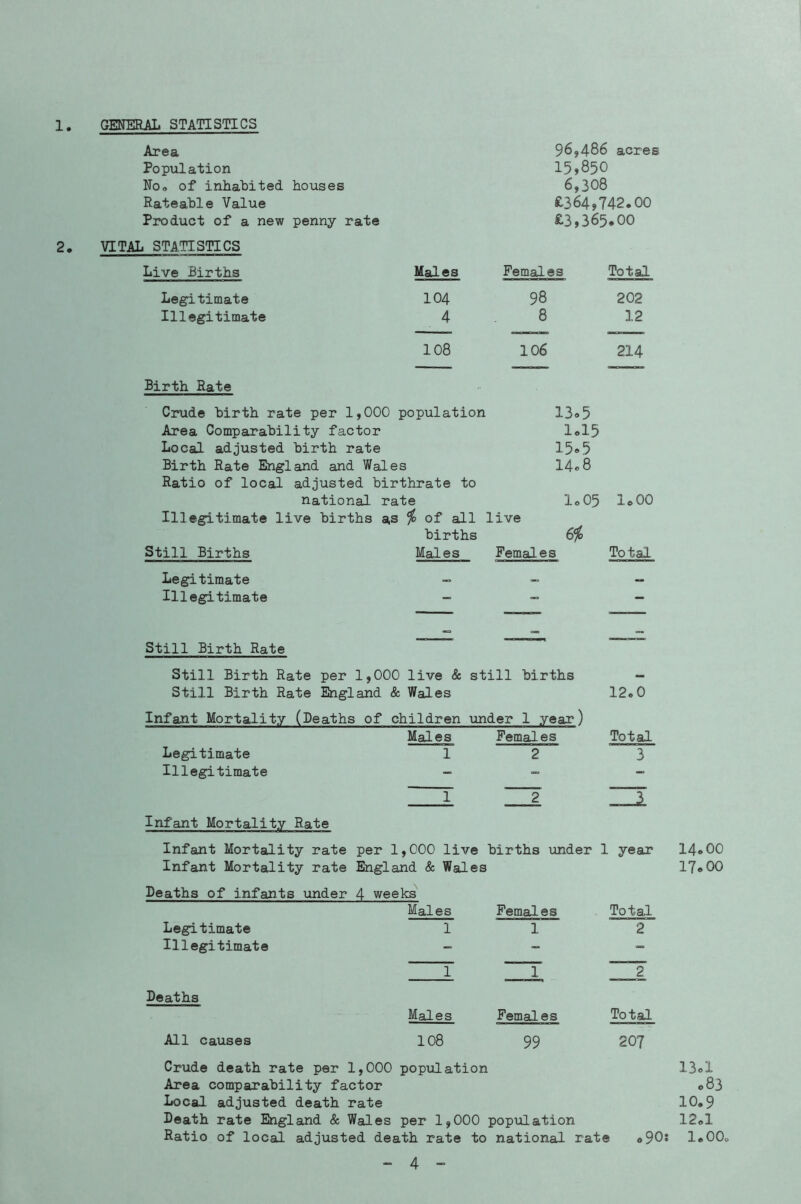 1. GENERAL STATISTICS
Area 96,486 acres
Population 15,850
No. of inhabited houses 6,308
Rateable Value £364,742.00
Product of a new penny rate £3,365.00
2. VITAL STATISTICS
Live Births Males Females Total
Legitimate 104 98 202
Illegitimate 4 8 12
108 106 214
Birth Rate
Crude birth rate per 1,000 population 13.5
Area Comparability factor 1.15
Local adjusted birth rate 15.5
Birth Rate England and Wales 14.8
Ratio of local adjusted birthrate to
national rate 1.05 1.00
Illegitimate live births as % of all live
births 6%
Still Births Males Females Total
Legitimate - - -
Illegitimate - - -
- - -
Still Birth Rate
Still Birth Rate per 1,000 live & still births -
Still Birth Rate England & Wales 12.0
Infant Mortality (Deaths of children under 1 year)
Males Females Total
Legitimate 1 2 3
Illegitimate - - -
1 2 3
Infant Mortality Rate
Infant Mortality rate per 1,000 live births under 1 year 14.00
Infant Mortality rate England & Wales 17.00
Deaths of infants under 4 weeks
Males Females Total
Legitimate 1 1 2
Illegitimate - - -
1 1 2
Deaths
Males Females Total
All causes 108 99 207
Crude death rate per 1,000 population 13.1
Area comparability factor .83
Local adjusted death rate 10.9
Death rate England & Wales per 1,000 population 12.1
Ratio of local adjusted death rate to national rate .90: 1.00.
- 4 -